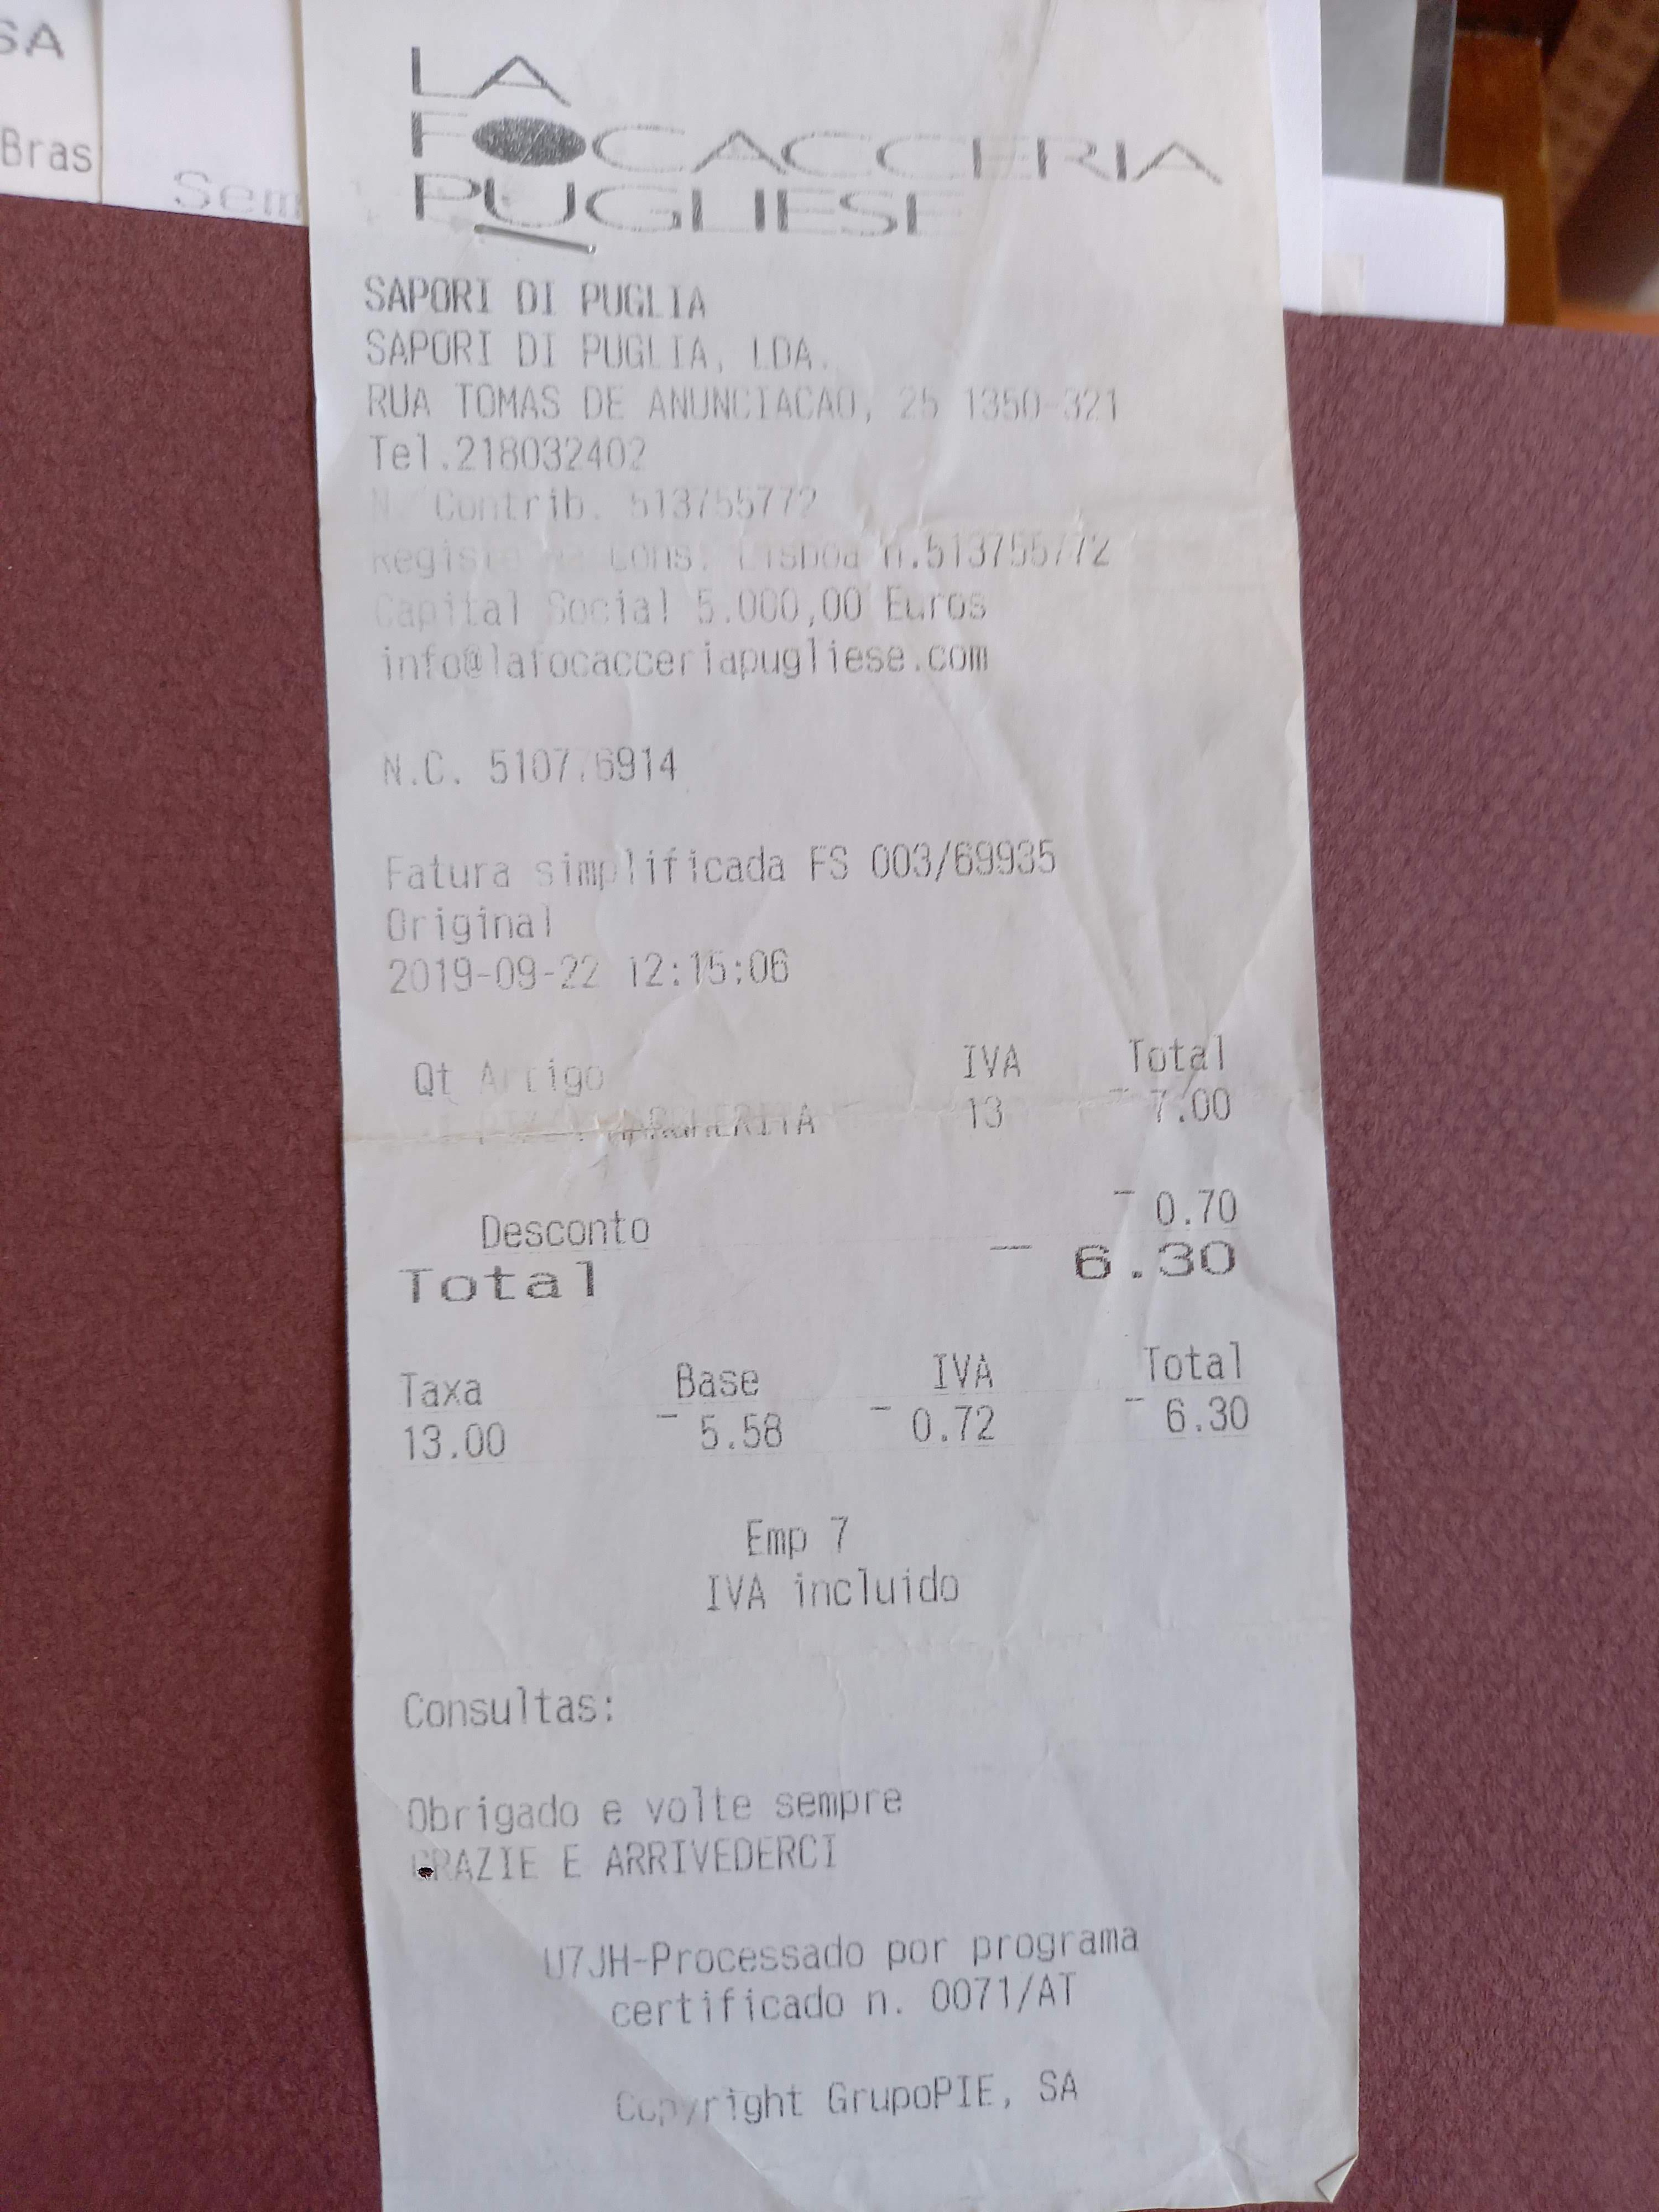 SA
Bras
Sem
LA
FOCACCERIA
PUGLIESE
SAPORI DI PUGLIA
SAPORI DI PUGLIA, LDA.
RUA TOMAS DE ANUNCIACAO, 25 1350-321
Tel.218032402
N. Contrib. 513755772
Cons. Lisboa n.513755772
Capital Social 5.000,00 Euros
info@lafocacceriapugliese.com
N.C.
Fatura simplificada FS 003/69935
Original
2019-09-22 12:15:06
Qt Artigo IVA Total
MARGHERITA 13 7.00
Desconto 0.70
Total 6.30
Taxa Base IVA Total
13.00 5.58 0.72 6.30
Emp 7
IVA incluido
Consultas:
Obrigado e volte sempre
GRAZIE E ARRIVEDERCI
U7JH-Processado por programa
certificado n. 0071/AT
Copyright GrupoPIE, SA